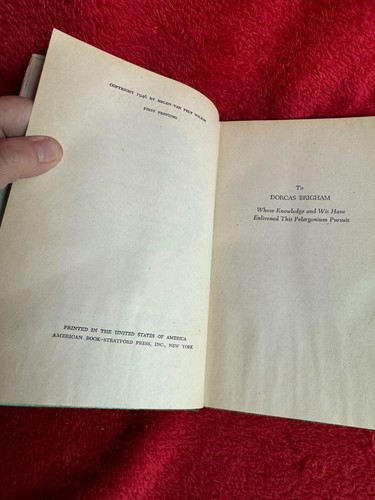 COPYRIGHT 1946 BY HELEN VAN PELT WILSON
FIRST PRINTING
PRINTED IN THE UNITED STATES OF AMERICA
AMERICAN BOOK–STRATFORD PRESS, INC., NEW YORK
To
DORCAS BRIGHAM
Whose Knowledge and Wit Have
Enlivened This Pelargonium Pursuit